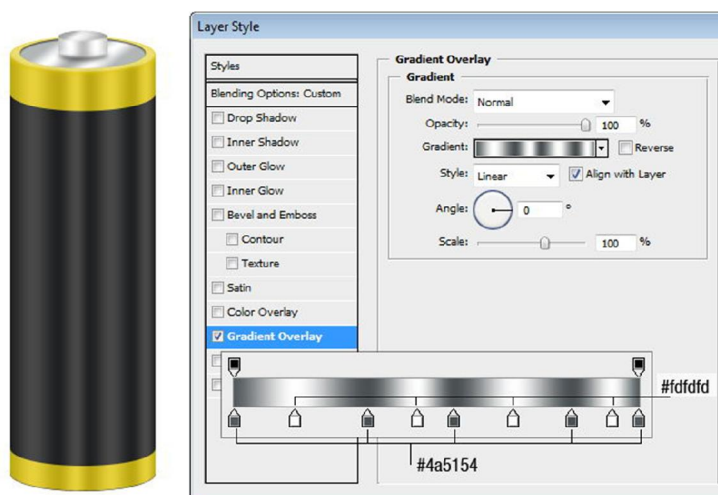 Layer Style
Styles
Blending Options: Custom
Drop Shadow
Inner Shadow
Outer Glow
Inner Glow
Bevel and Emboss
Contour
Texture
Satin
Color Overlay
Gradient Overlay
Gradient Overlay
Gradient
Blend Mode: Normal
Opacity: 100 %
Gradient: Reverse
Style: Linear Align with Layer
Angle: 0 °
Scale: 100 %
#fdfdfd
#4a5154